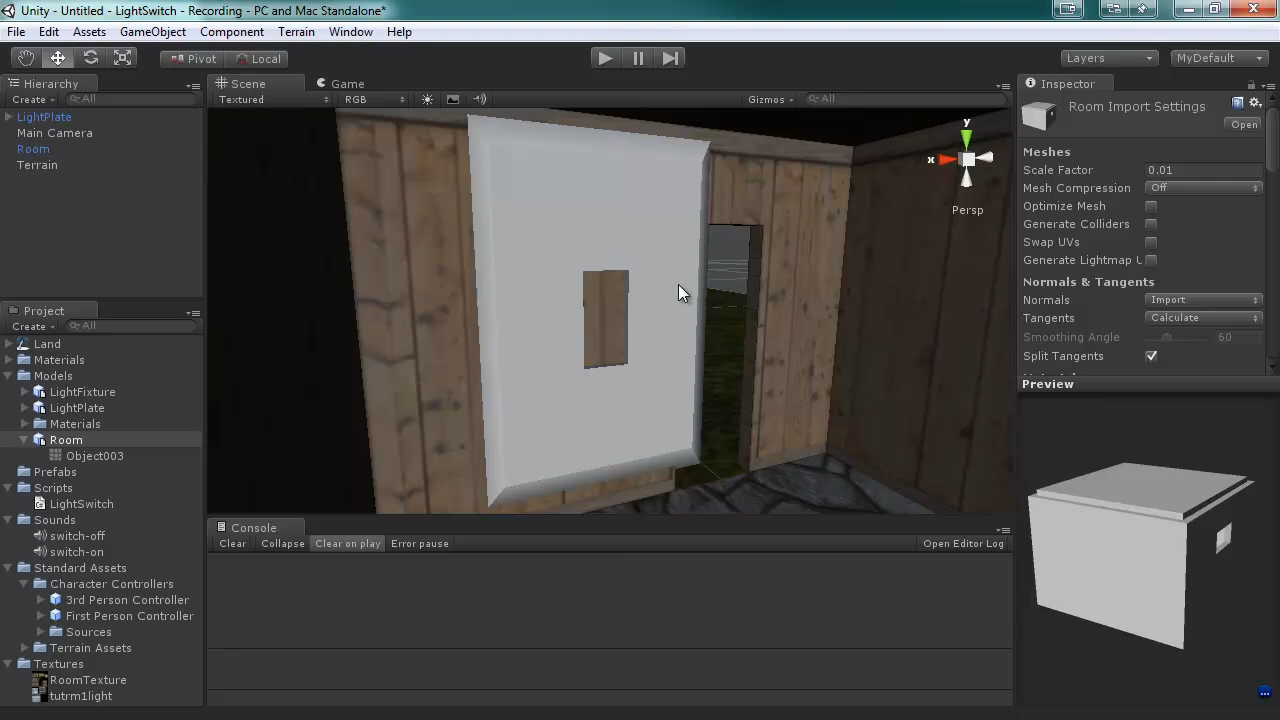 Unity - Untitled - LightSwitch - Recording - PC and Mac Standalone*
File Edit Assets GameObject Component Terrain Window Help
Pivot Local Layers MyDefault
Hierarchy
Create All
LightPlate
Main Camera
Room
Terrain
Project
Create All
Land
Materials
Models
LightFixture
LightPlate
Materials
Room
Object003
Prefabs
Scripts
LightSwitch
Sounds
switch-off
switch-on
Standard Assets
Character Controllers
3rd Person Controller
First Person Controller
Sources
Terrain Assets
Textures
RoomTexture
tutrm1light
Scene Game
Textured RGB Gizmos All
y
x
Persp
Console
Clear Collapse Clear on play Error pause Open Editor Log
Inspector
Room Import Settings
Open
Meshes
Scale Factor 0.01
Mesh Compression Off
Optimize Mesh
Generate Colliders
Swap UVs
Generate Lightmap U
Normals & Tangents
Normals Import
Tangents Calculate
Smoothing Angle 60
Split Tangents
Preview